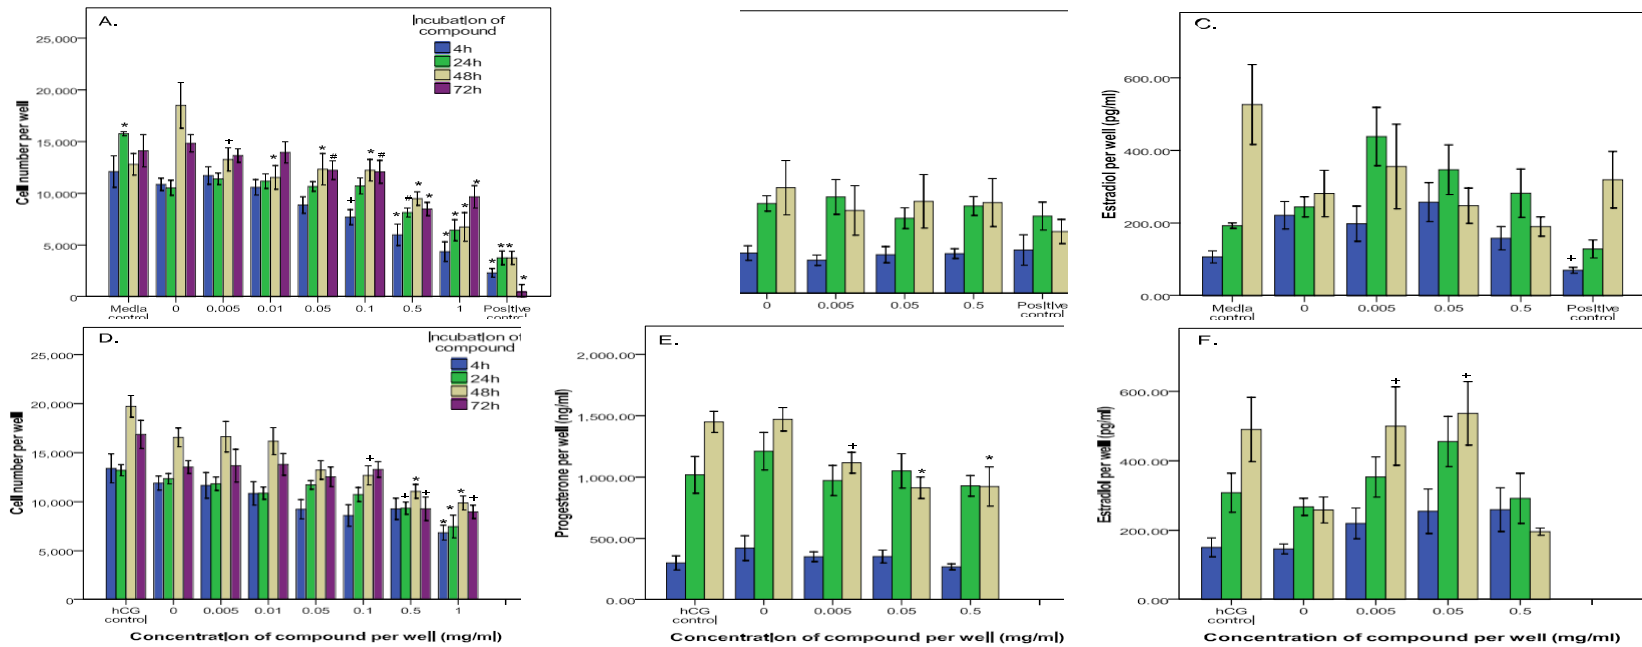 A.
Incubation of
compound
4h
24h
48h
72h
25,000
20,000
15,000
10,000
5,000
0
Cell number per well
* + * * # + * # * # * * * * * * * ** *
Media
control
0
0.005
0.01
0.05
0.1
0.5
1
Positive
control
0
0.005
0.05
0.5
Positive
control
C.
600.00
400.00
200.00
0.00
Estradiol per well (pg/ml)
+
Media
control
0
0.005
0.05
0.5
Positive
control
D.
Incubation of
compound
4h
24h
48h
72h
25,000
20,000
15,000
10,000
5,000
0
Cell number per well
+ + * + * * * +
hCG
control
0
0.005
0.01
0.05
0.1
0.5
1
Concentration of compound per well (mg/ml)
E.
2,000.00
1,500.00
1,000.00
500.00
0.00
Progesterone per well (ng/ml)
+ * *
hCG
control
0
0.005
0.05
0.5
Concentration of compound per well (mg/ml)
F.
600.00
400.00
200.00
0.00
Estradiol per well (pg/ml)
+ +
hCG
control
0
0.005
0.05
0.5
Concentration of compound per well (mg/ml)